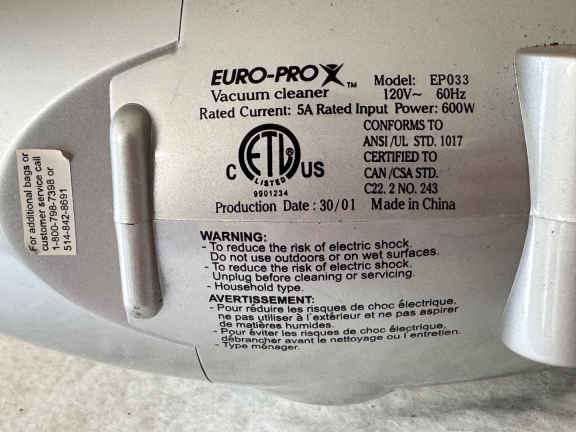 EURO-PRO X ™
Model: EP033
Vacuum cleaner 120V~ 60Hz
Rated Current: 5A Rated Input Power: 600W
C ETL US
LISTED
9901234
CONFORMS TO
ANSI/UL STD. 1017
CERTIFIED TO
CAN/CSA STD.
C22. 2 NO. 243
Production Date : 30/01 Made in China
For additional bags or
customer service call
1-800-798-7398 or
514-842-8691
WARNING:
- To reduce the risk of electric shock.
Do not use outdoors or on wet surfaces.
- To reduce the risk of electric shock.
Unplug before cleaning or servicing.
- Household type.
AVERTISSEMENT:
- Pour réduire les risques de choc électrique,
ne pas utiliser à l'extérieur et ne pas aspirer
de matières humides.
- Pour éviter les risques de choc électrique,
débrancher avant le nettoyage ou l entretien.
- Type ménager.